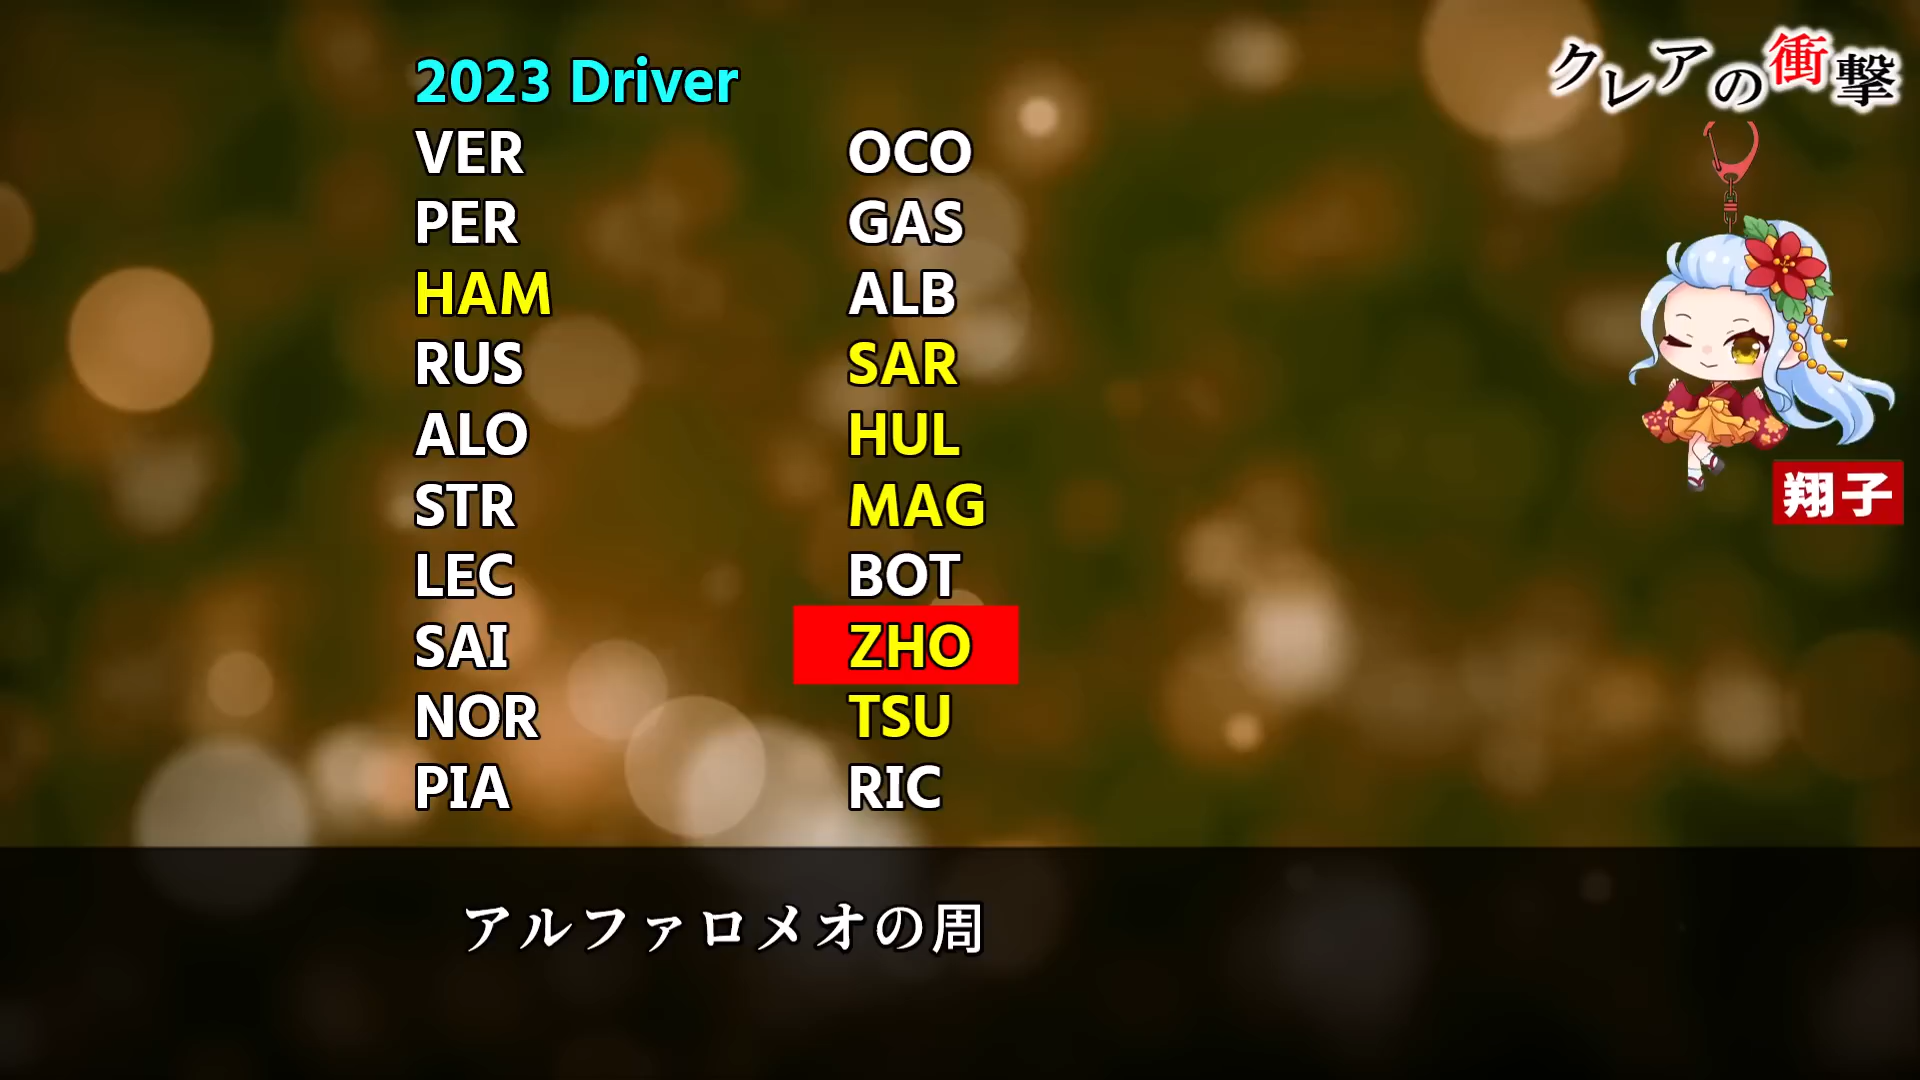 2023 Driver
VER
PER
HAM
RUS
ALO
STR
LEC
SAI
NOR
PIA
OCO
GAS
ALB
SAR
HUL
MAG
BOT
ZHO
TSU
RIC
クレアの衝撃
翔子
アルファロメオの周